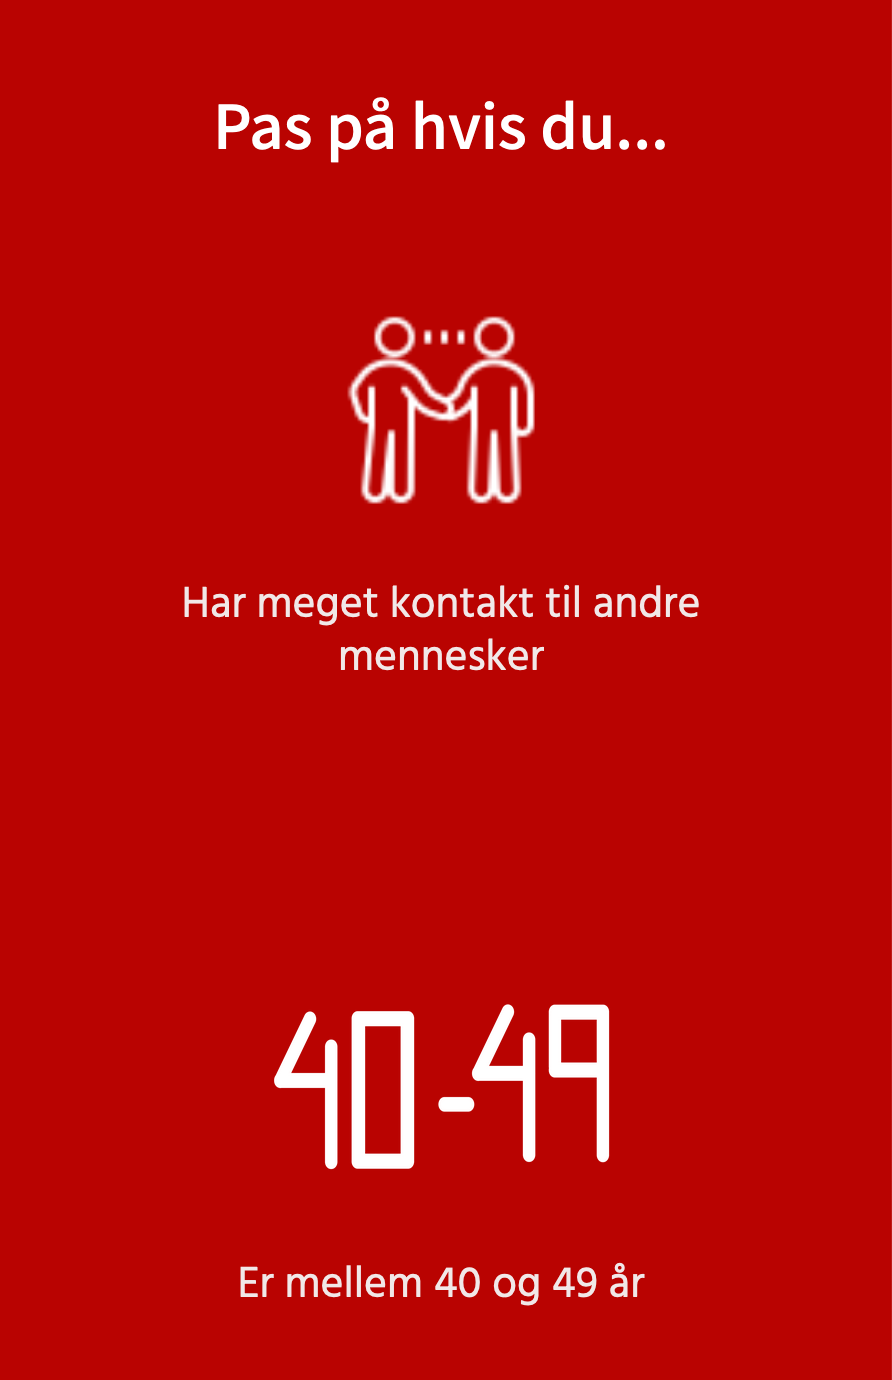 Pas på hvis du...
Har meget kontakt til andre
mennesker
40-49
Er mellem 40 og 49 år